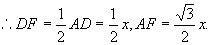 ∴ DF = 1/2 AD = 1/2 x, AF = √3/2 x.